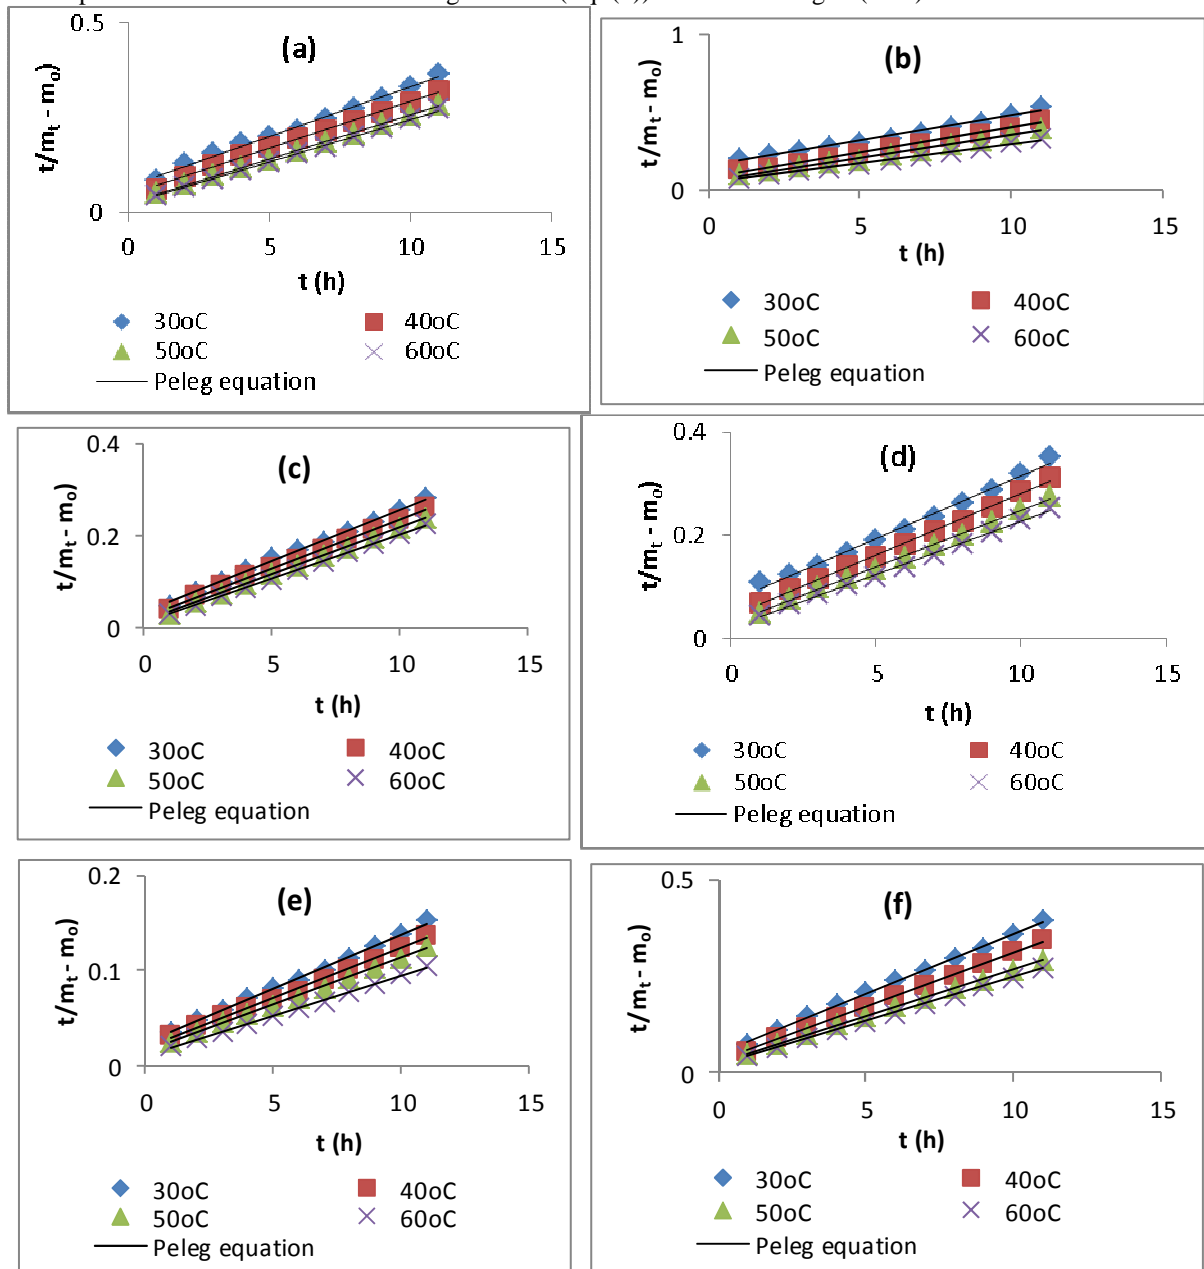 (a)
t/mt - mo
0.5
0
0 5 10 15
t (h)
30oC 40oC
50oC 60oC
Peleg equation
(b)
t/mt - mo
1
0
0 5 10 15
t (h)
30oC 40oC
50oC 60oC
Peleg equation
(c)
t/mt - mo
0.4
0.2
0
0 5 10 15
t (h)
30oC 40oC
50oC 60oC
Peleg equation
(d)
t/mt - mo
0.4
0.2
0
0 5 10 15
t (h)
30oC 40oC
50oC 60oC
Peleg equation
(e)
t/mt - mo
0.2
0.1
0
0 5 10 15
t (h)
30oC 40oC
50oC 60oC
Peleg equation
(f)
t/mt - mo
0.5
0
0 5 10 15
t (h)
30oC 40oC
50oC 60oC
Peleg equation